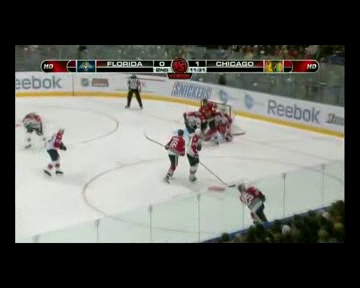 HD FLORIDA 0 1 CHICAGO HD
2ND 11:31
Reebok
SNICKERS
Reebok